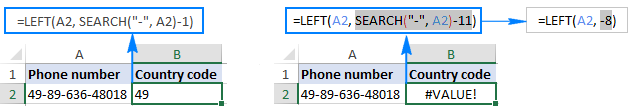 =LEFT(A2, SEARCH("-", A2)-1)
A B
1 Phone number Country code
2 49-89-636-48018 49
=LEFT(A2, SEARCH("-", A2)-11)
=LEFT(A2, -8)
A B
1 Phone number Country code
2 49-89-636-48018 #VALUE!